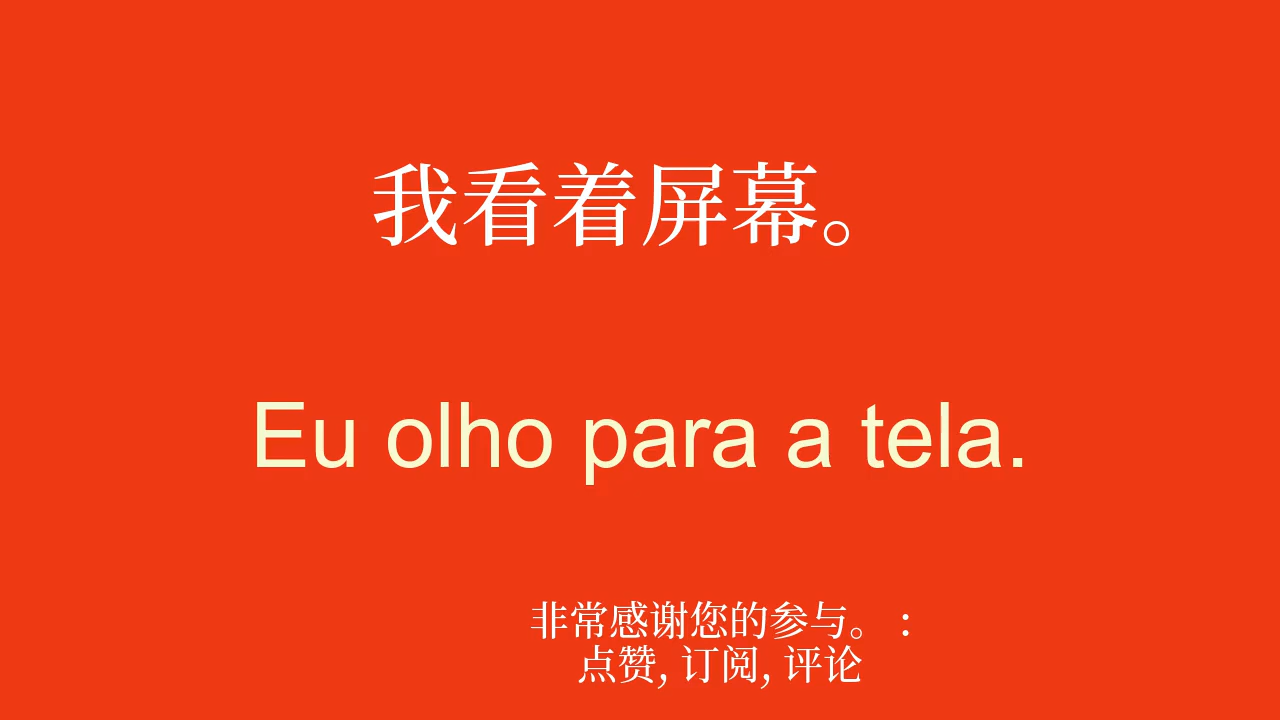 我看着屏幕。
Eu olho para a tela.
非常感谢您的参与。 :
点赞, 订阅, 评论